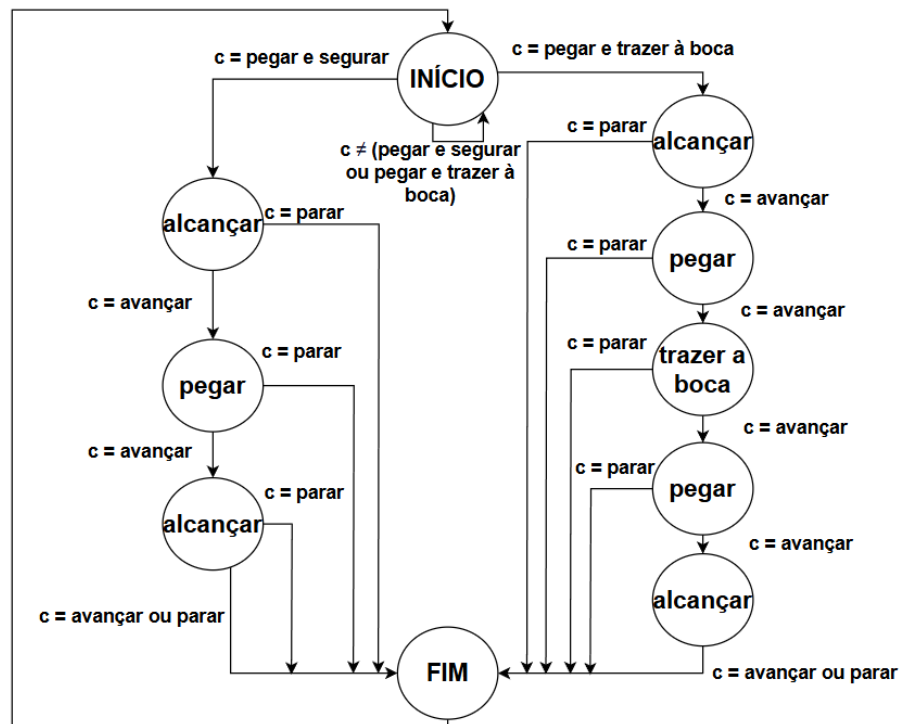 c = pegar e segurar
INÍCIO
c = pegar e trazer à boca
c ≠ (pegar e segurar
ou pegar e trazer à
boca)
alcançar
c = parar
c = avançar
pegar
c = parar
c = avançar
alcançar
c = parar
c = avançar ou parar
c = parar
alcançar
c = avançar
c = parar
pegar
c = avançar
c = parar
trazer a
boca
c = avançar
c = parar
pegar
c = avançar
alcançar
c = avançar ou parar
FIM